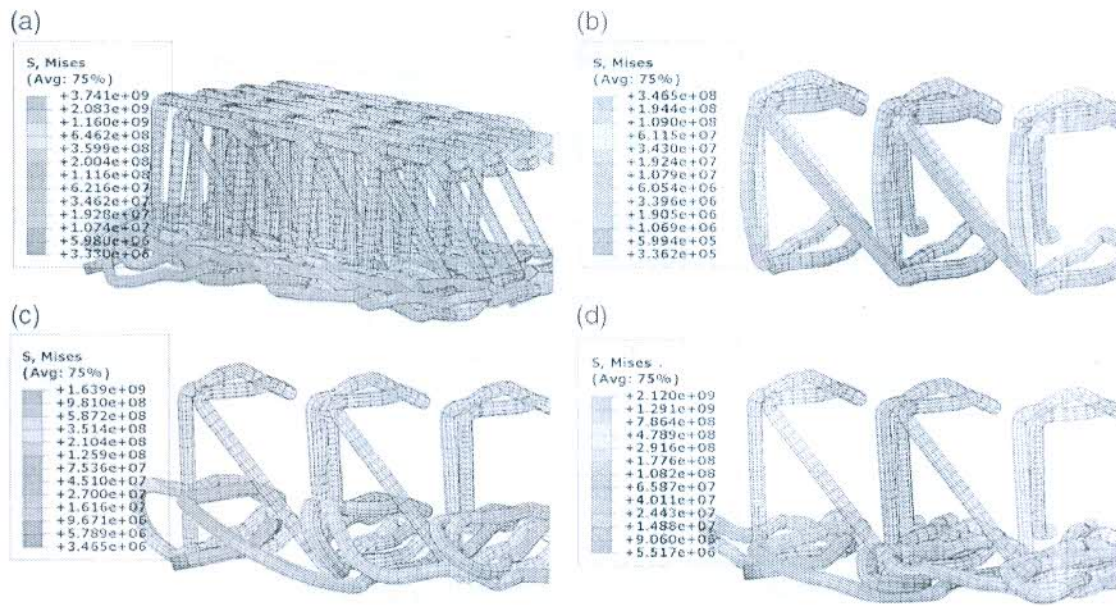 (a)
S, Mises
(Avg: 75%)
+3.741e+09
+2.083e+09
+1.160e+09
+6.462e+08
+3.599e+08
+2.004e+08
+1.116e+08
+6.216e+07
+3.462e+07
+1.928e+07
+1.074e+07
+5.980e+06
+3.330e+06
(b)
S, Mises
(Avg: 75%)
+3.465e+08
+1.944e+08
+1.090e+08
+6.115e+07
+3.430e+07
+1.924e+07
+1.079e+07
+6.054e+06
+3.396e+06
+1.905e+06
+1.069e+06
+5.994e+05
+3.362e+05
(c)
S, Mises
(Avg: 75%)
+1.639e+09
+9.810e+08
+5.872e+08
+3.514e+08
+2.104e+08
+1.259e+08
+7.536e+07
+4.510e+07
+2.700e+07
+1.616e+07
+9.671e+06
+5.789e+06
+3.465e+06
(d)
S, Mises
(Avg: 75%)
+2.120e+09
+1.291e+09
+7.864e+08
+4.789e+08
+2.916e+08
+1.776e+08
+1.082e+08
+6.587e+07
+4.011e+07
+2.443e+07
+1.488e+07
+9.060e+06
+5.517e+06